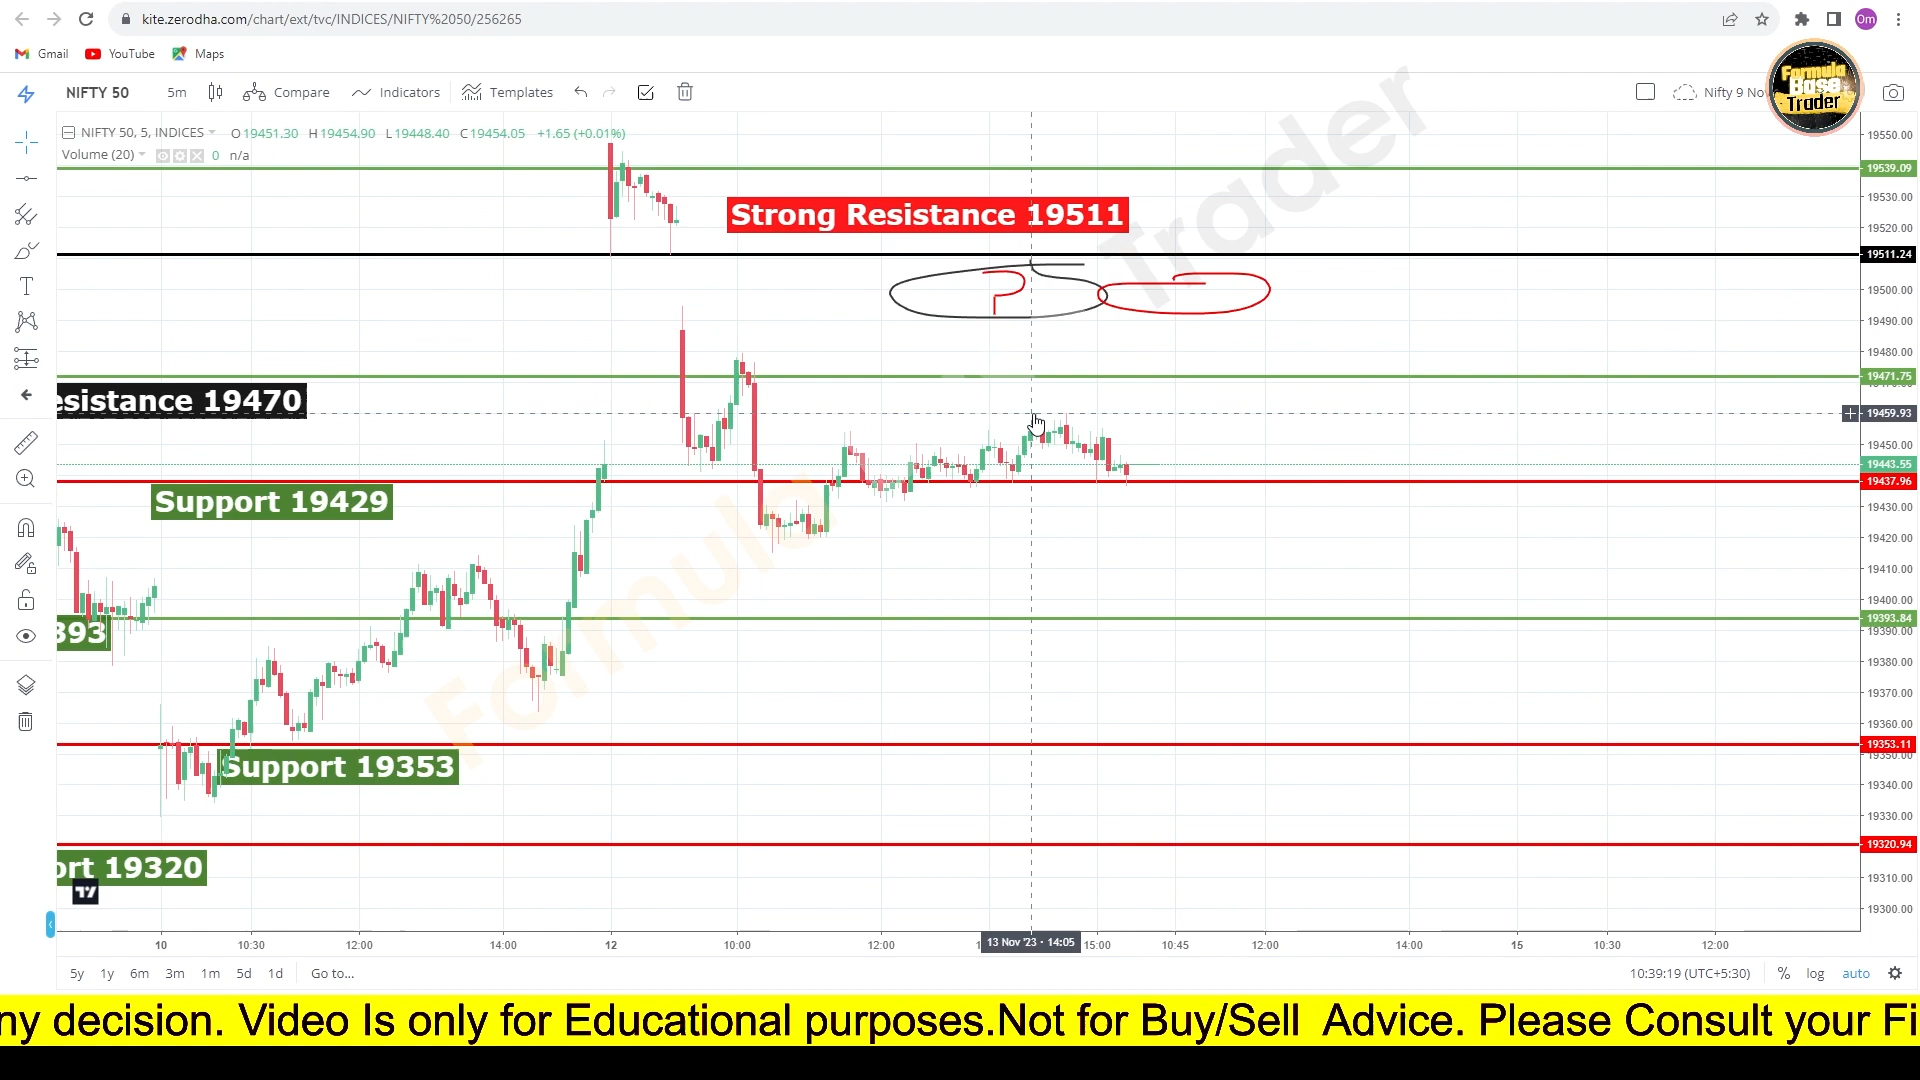 kite.zerodha.com/chart/ext/tvc/INDICES/NIFTY%2050/256265
Om
Gmail YouTube Maps
Formula Base Trader
NIFTY 50 5m Compare Indicators Templates Nifty 9 No
NIFTY 50, 5, INDICES O 19451.30 H 19454.90 L 19448.40 C 19454.05 +1.65 (+0.01%)
Volume (20) 0 n/a
Trader
Formula
19550.00
19539.09
19530.00
Strong Resistance 19511
19520.00
19511.24
?
19500.00
19490.00
19480.00
19471.75
esistance 19470
19459.93
19450.00
19443.55
19437.96
Support 19429
19430.00
19420.00
19410.00
19400.00
19393.84
393
19390.00
19380.00
19370.00
19360.00
19353.11
19350.00
Support 19353
19340.00
19330.00
19320.94
ort 19320
19310.00
19300.00
10 10:30 12:00 14:00 12 10:00 12:00 13 Nov '23 • 14:05 15:00 10:45 12:00 14:00 15 10:30 12:00
5y 1y 6m 3m 1m 5d 1d Go to... 10:39:19 (UTC+5:30) % log auto
ny decision. Video Is only for Educational purposes.Not for Buy/Sell Advice. Please Consult your Fi